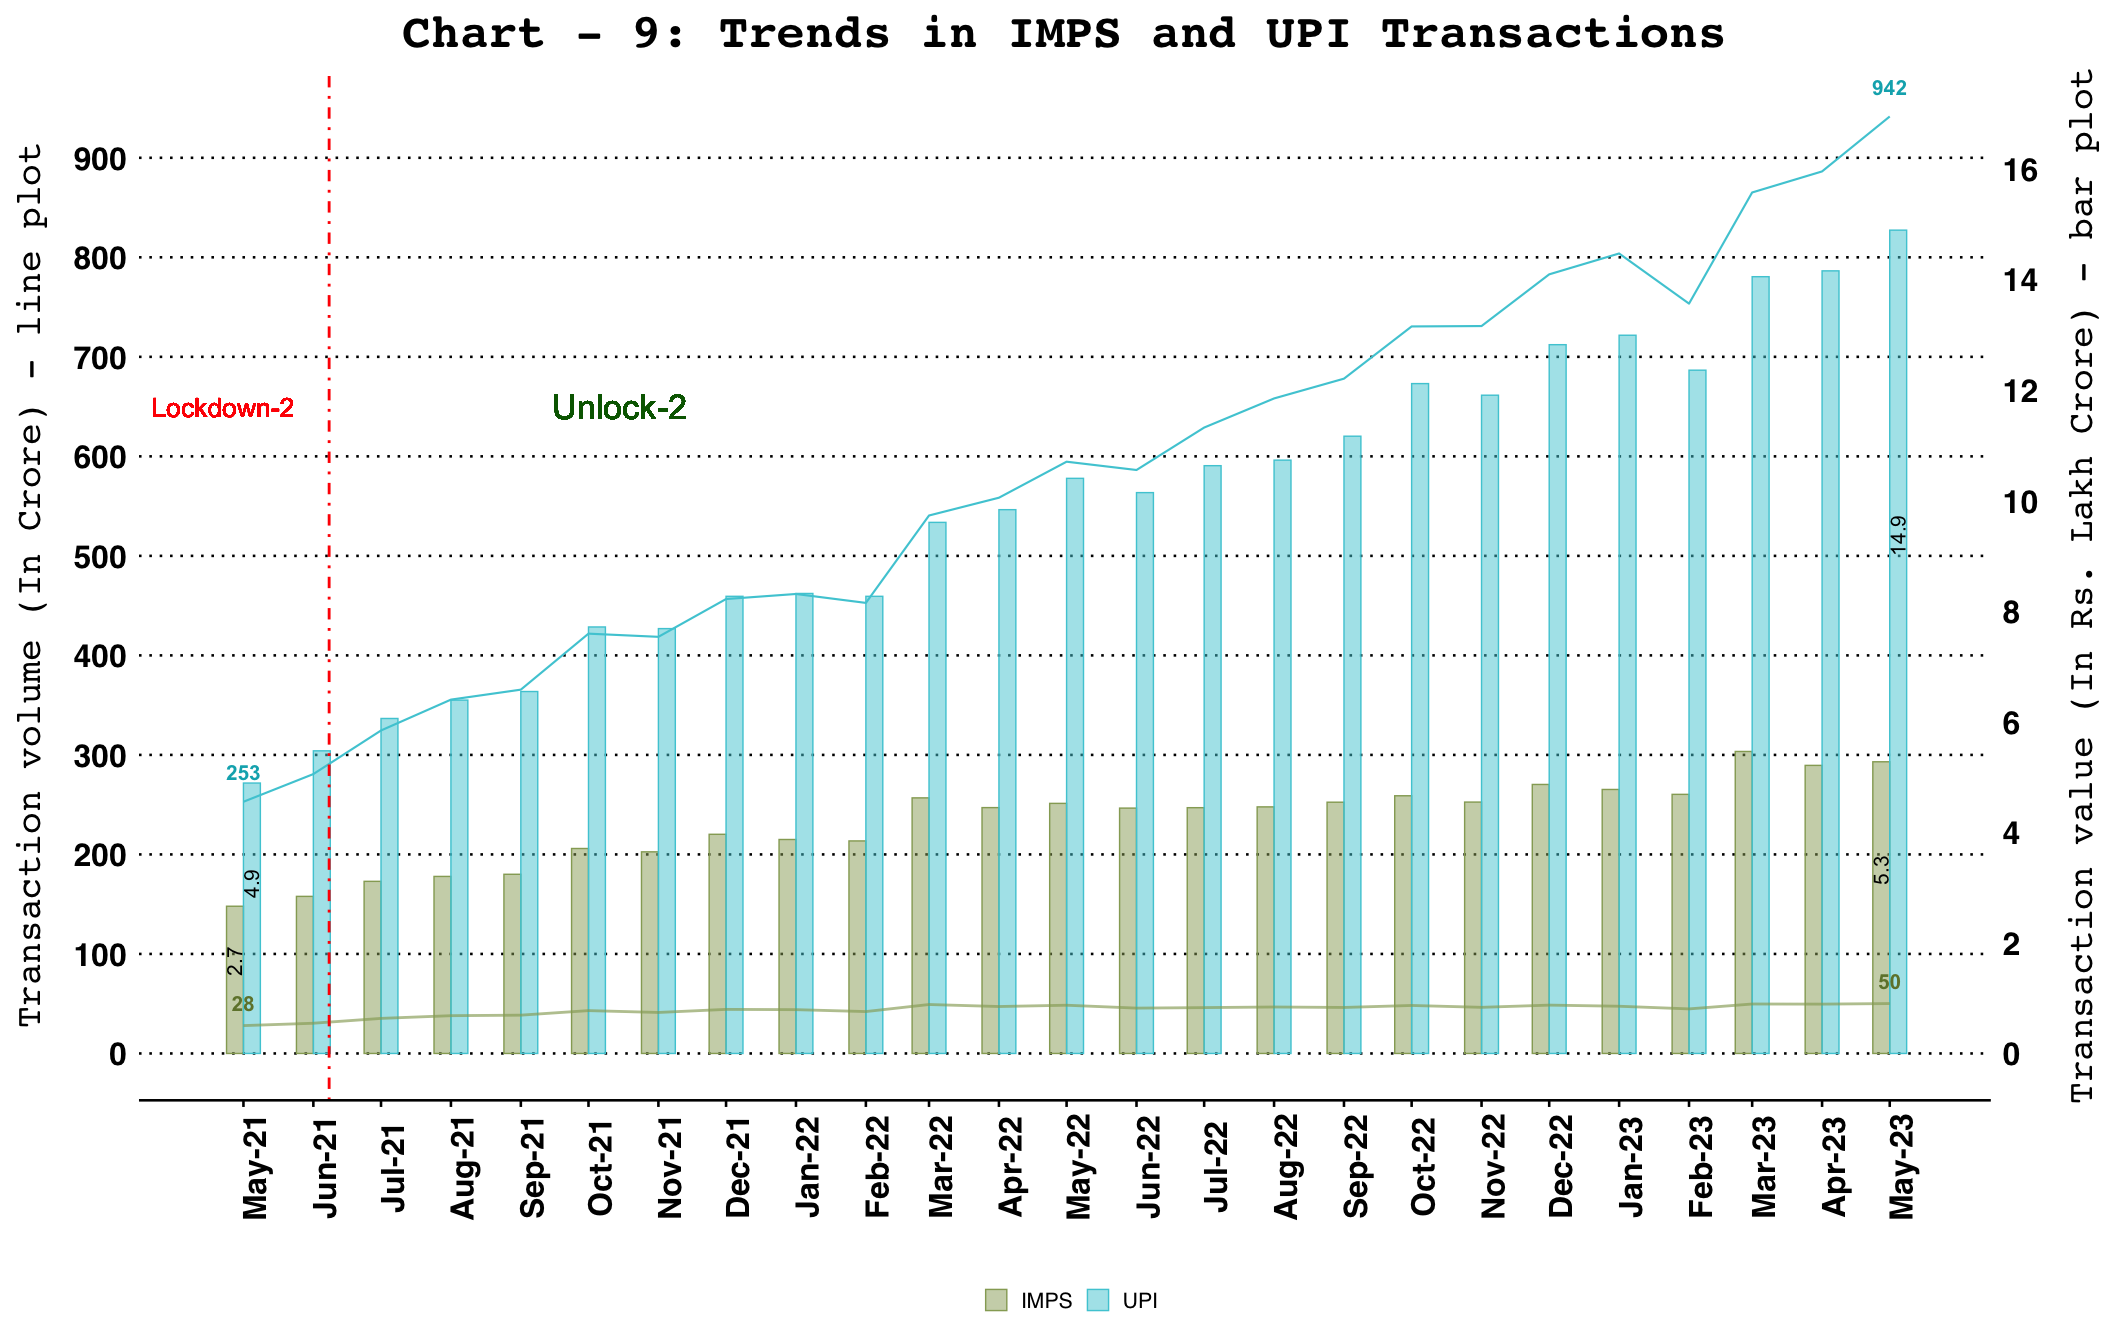 Chart - 9: Trends in IMPS and UPI Transactions
Transaction volume (In Crore) - line plot
900
800
700
600
500
400
300
200
100
0
Lockdown-2
Unlock-2
942
253
28
50
2.7
4.9
5.3
14.9
16
14
12
10
8
6
4
2
0
Transaction value (In Rs. Lakh Crore) - bar plot
May-21
Jun-21
Jul-21
Aug-21
Sep-21
Oct-21
Nov-21
Dec-21
Jan-22
Feb-22
Mar-22
Apr-22
May-22
Jun-22
Jul-22
Aug-22
Sep-22
Oct-22
Nov-22
Dec-22
Jan-23
Feb-23
Mar-23
Apr-23
May-23
IMPS
UPI